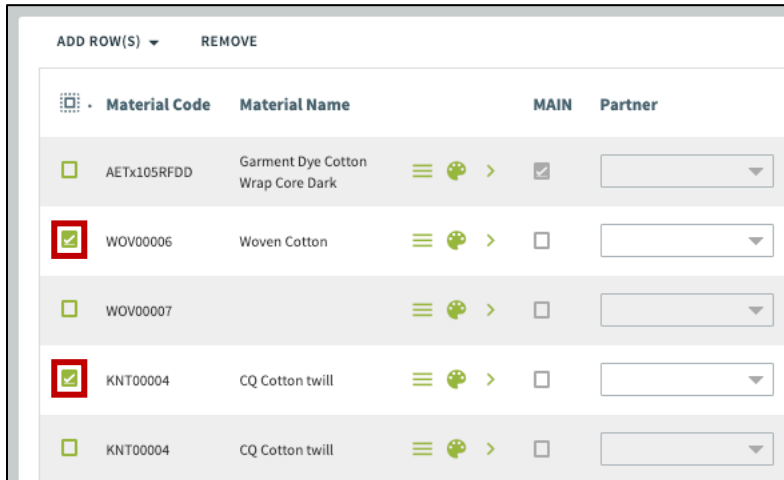 ADD ROW(S) REMOVE
Material Code Material Name MAIN Partner
AETx105RFDD Garment Dye Cotton
Wrap Core Dark
WOV00006 Woven Cotton
WOV00007
KNT00004 CQ Cotton twill
KNT00004 CQ Cotton twill